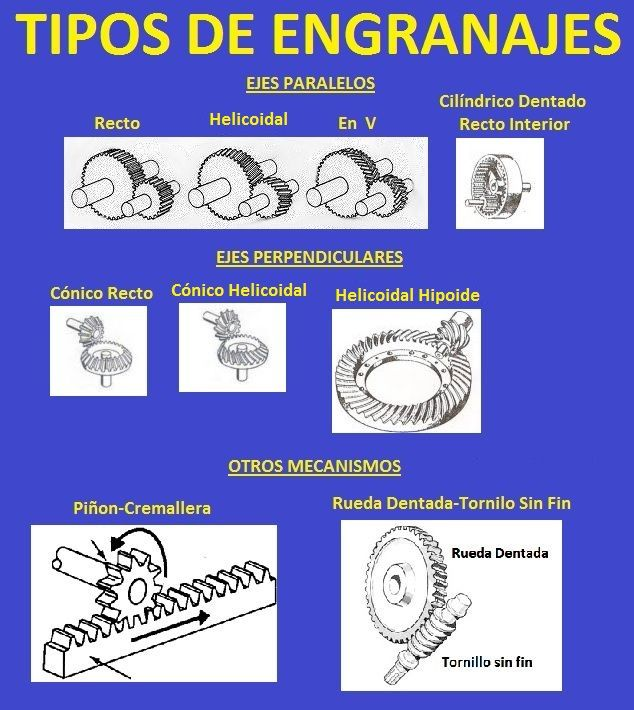 TIPOS DE ENGRANAJES
EJES PARALELOS
Recto
Helicoidal
En V
Cilíndrico Dentado
Recto Interior
EJES PERPENDICULARES
Cónico Recto
Cónico Helicoidal
Helicoidal Hipoide
OTROS MECANISMOS
Piñon-Cremallera
Rueda Dentada-Tornilo Sin Fin
Rueda Dentada
Tornillo sin fin